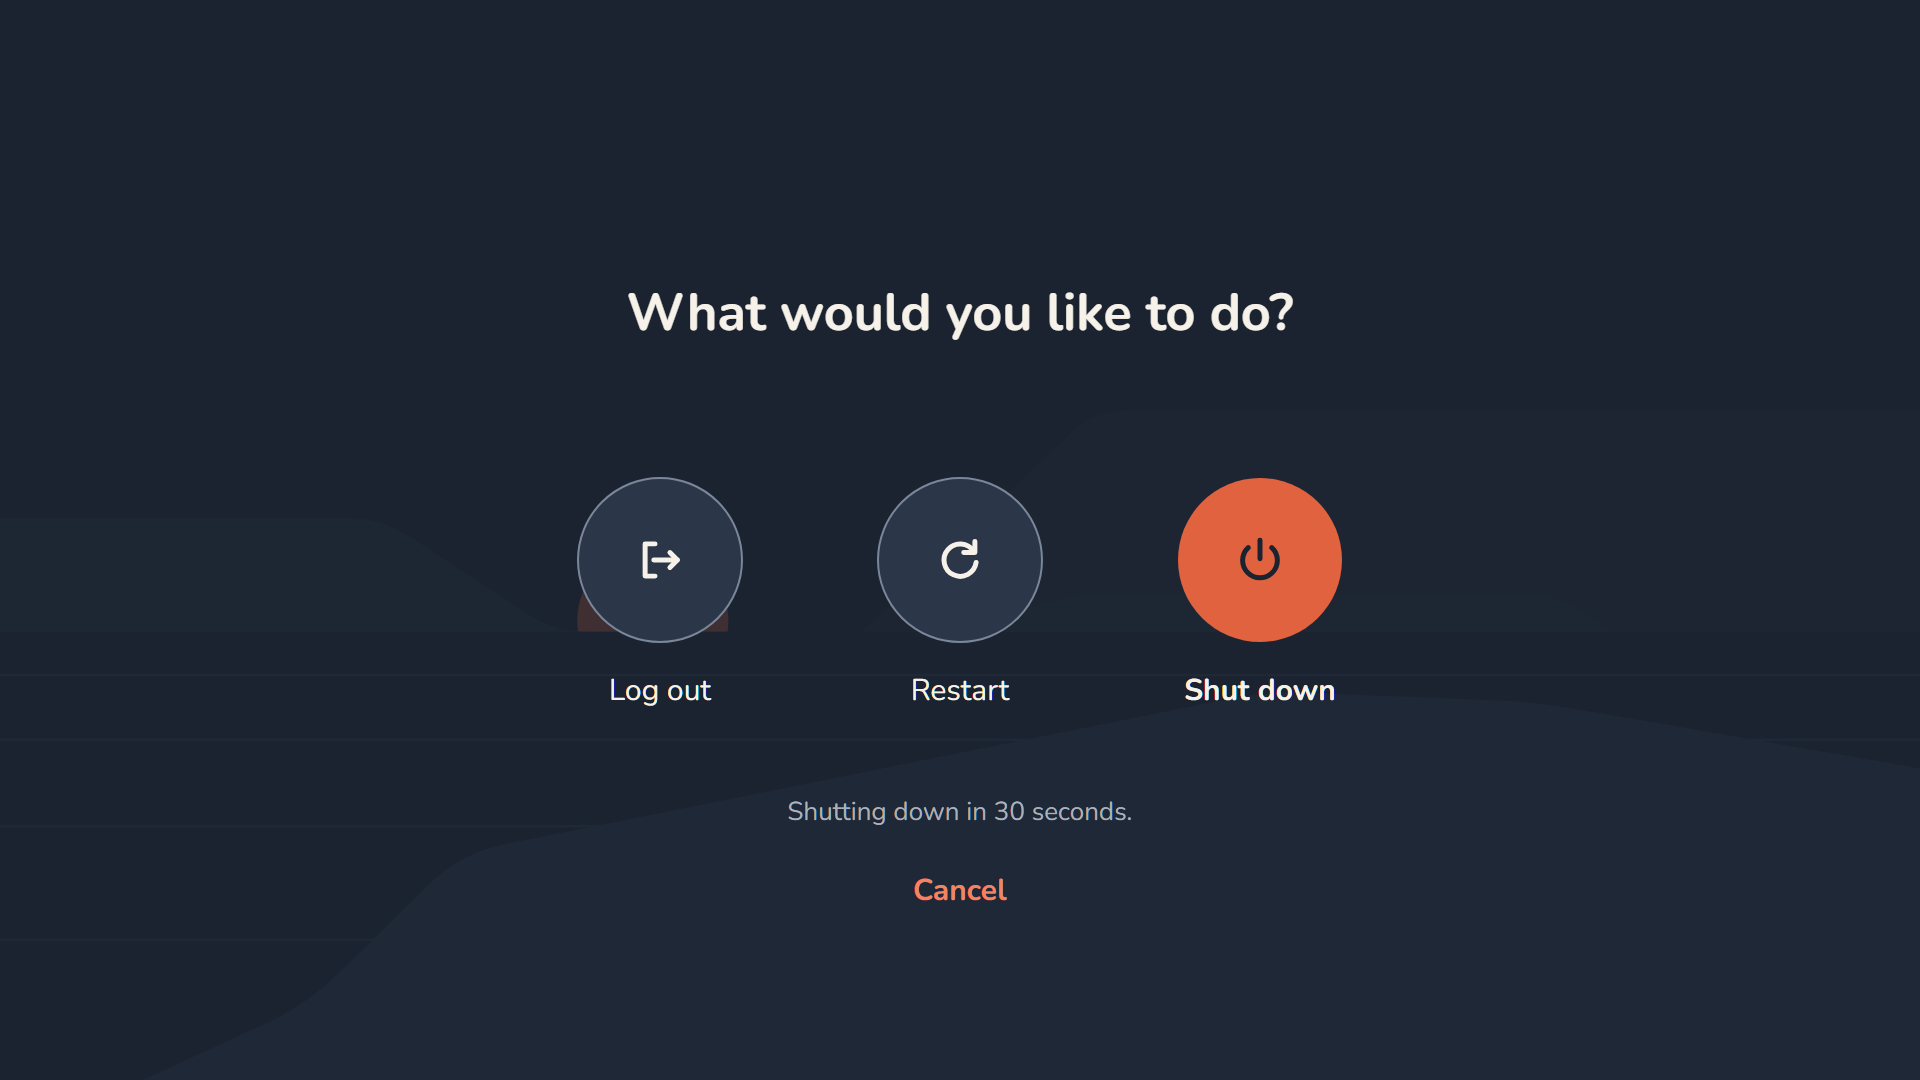 What would you like to do?
Log out
Restart
Shut down
Shutting down in 30 seconds.
Cancel